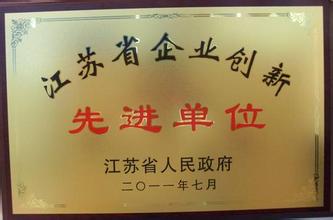 江苏省企业创新
先进单位
江苏省人民政府
二〇一一年七月